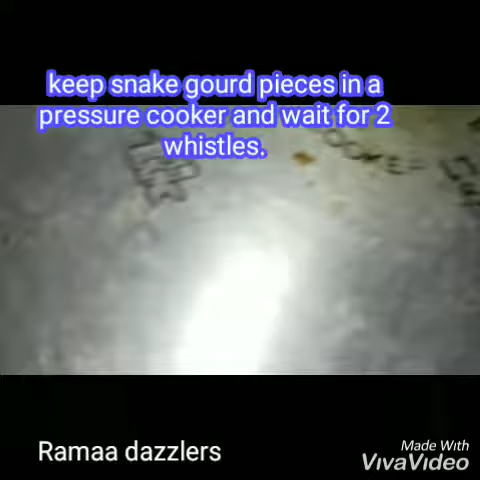 keep snake gourd pieces in a
pressure cooker and wait for 2
whistles.
Ramaa dazzlers
Made With
VivaVideo